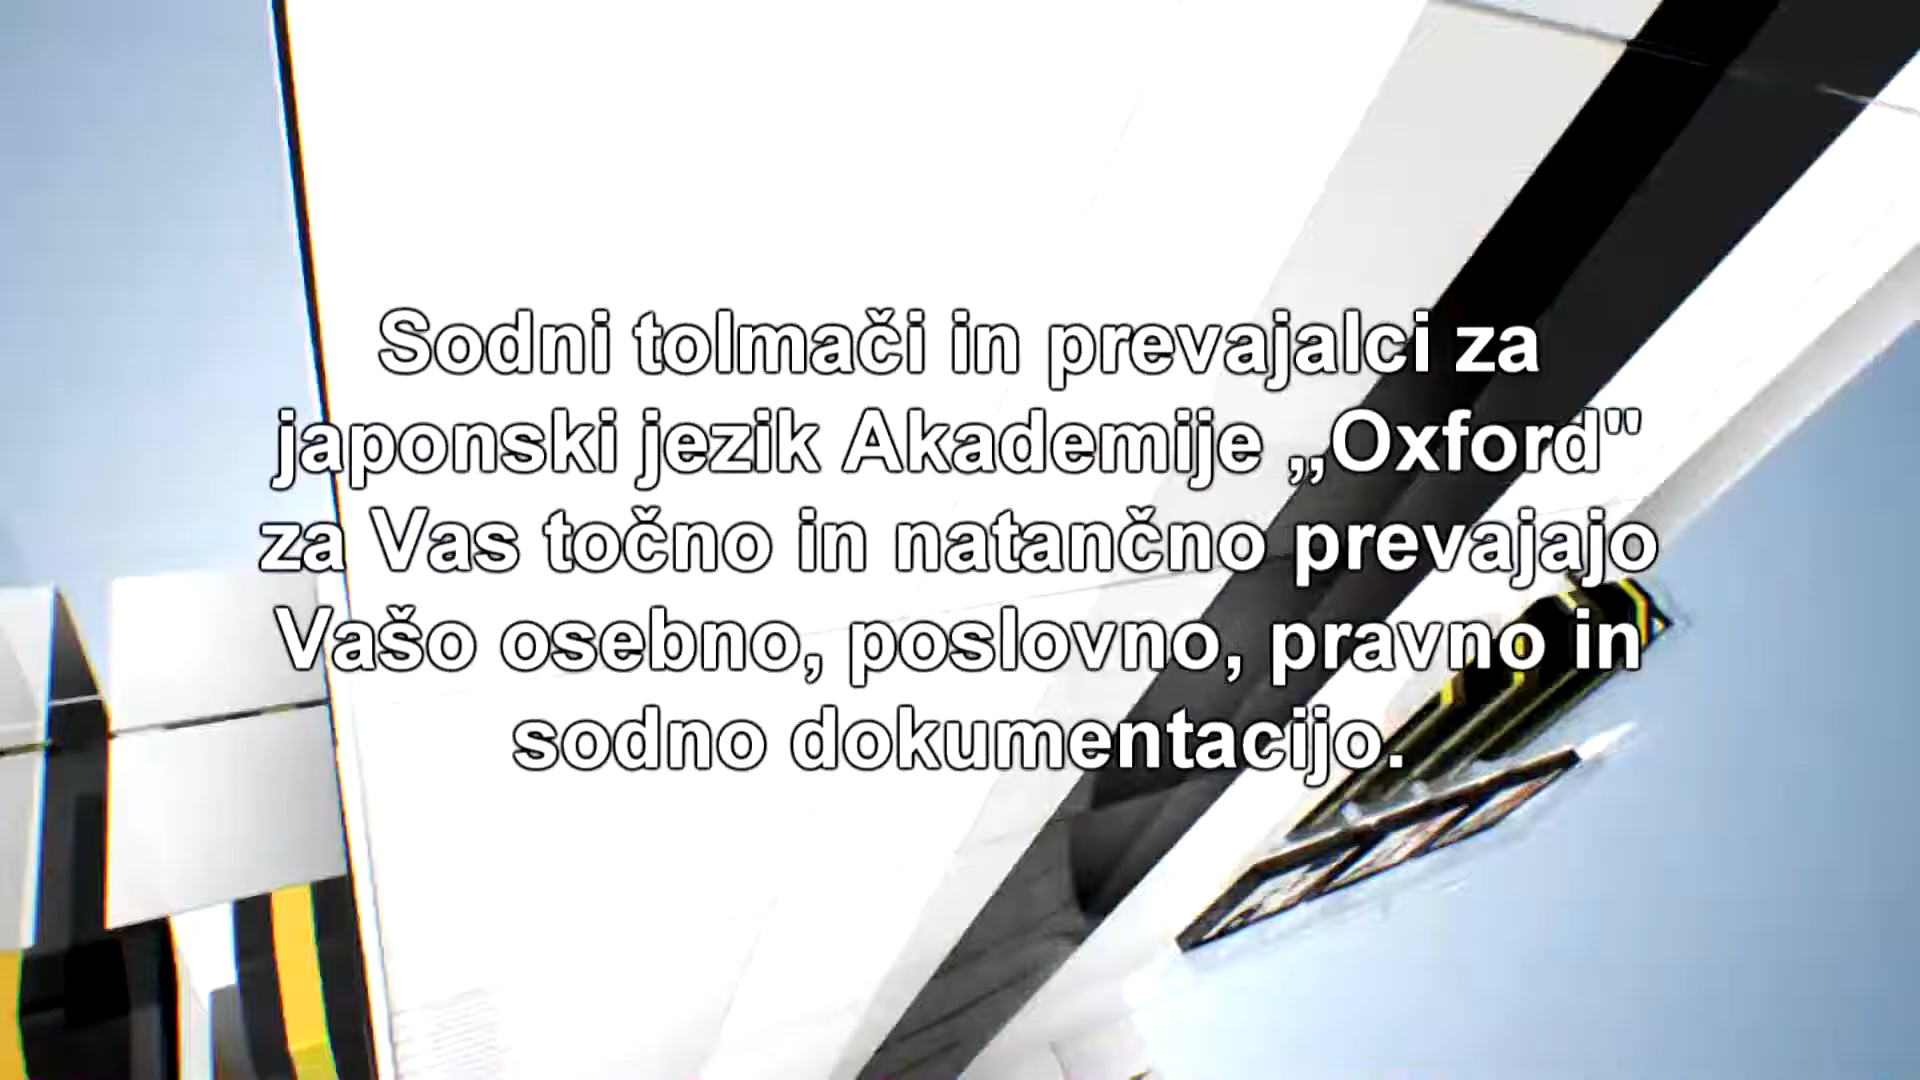 Sodni tolmači in prevajalci za
japonski jezik Akademije „Oxford"
za Vas točno in natančno prevajajo
Vašo osebno, poslovno, pravno in
sodno dokumentacijo.